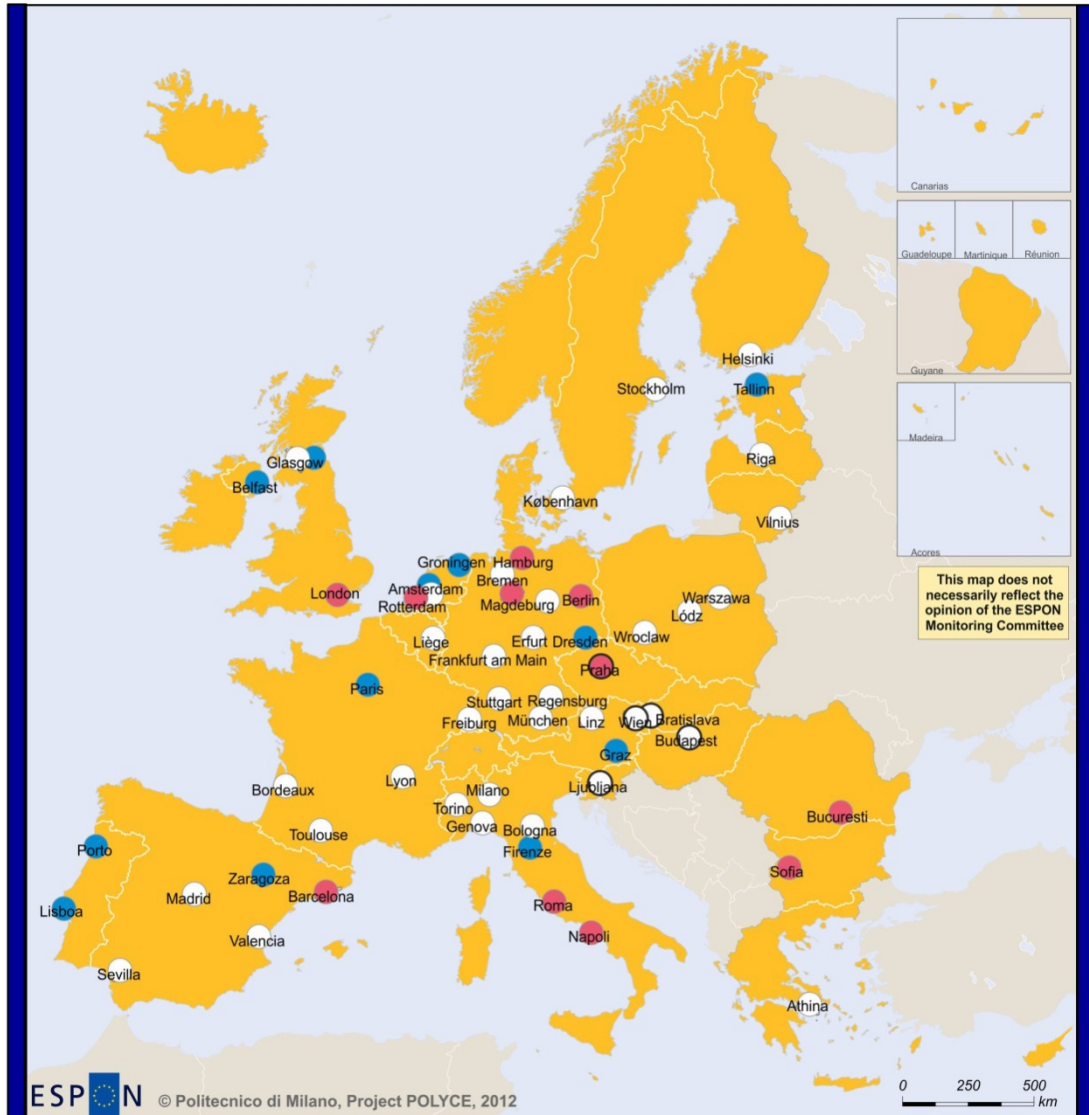 Canarias
Guadeloupe
Martinique
Réunion
Guyane
Madeira
Acores
This map does not
necessarily reflect the
opinion of the ESPON
Monitoring Committee
Helsinki
Tallinn
Stockholm
Riga
Glasgow
Belfast
København
Vilnius
Groningen
Hamburg
Bremen
Amsterdam
London
Rotterdam
Magdeburg
Berlin
Warszawa
Lódz
Liège
Erfurt
Dresden
Wroclaw
Frankfurt am Main
Praha
Paris
Stuttgart
Regensburg
Freiburg
München
Linz
Wien
Bratislava
Budapest
Graz
Lyon
Ljubljana
Bordeaux
Milano
Torino
Genova
Bologna
Bucuresti
Toulouse
Firenze
Porto
Sofia
Zaragoza
Madrid
Barcelona
Roma
Lisboa
Napoli
Valencia
Sevilla
Athina
ESPON © Politecnico di Milano, Project POLYCE, 2012
0 250 500
km